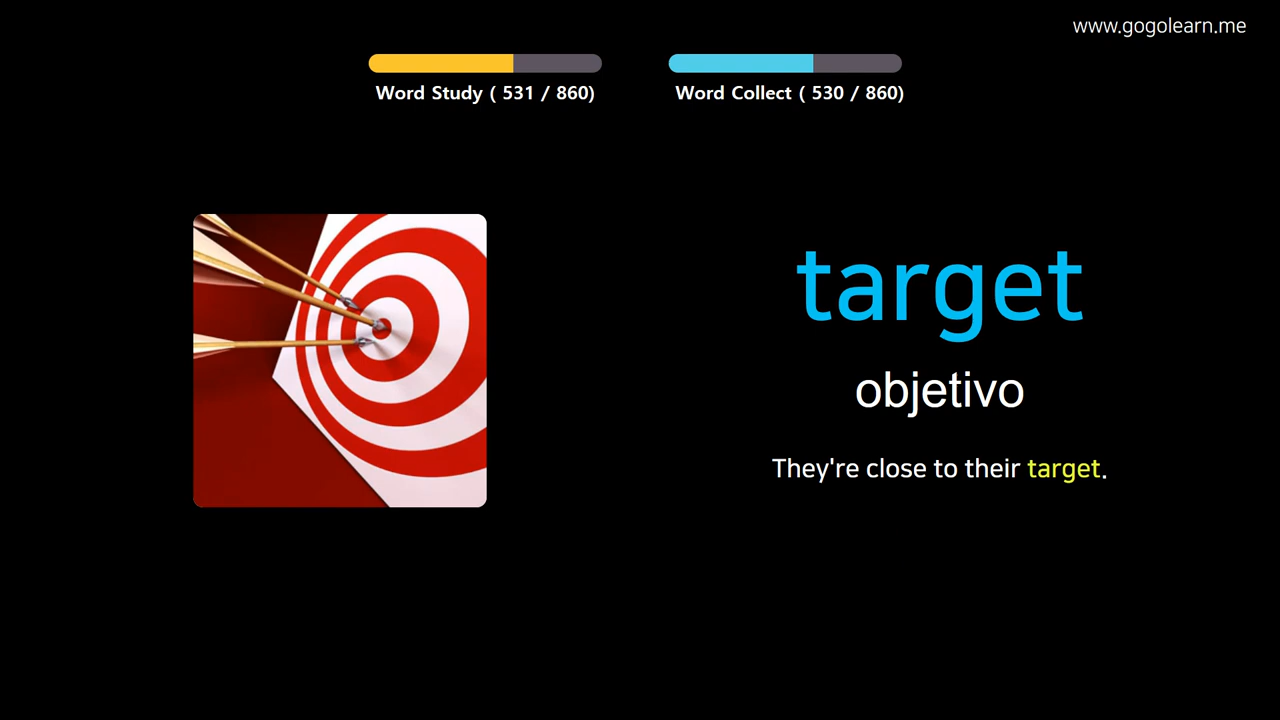 www.gogolearn.me
Word Study ( 531 / 860)
Word Collect ( 530 / 860)
target
objetivo
They're close to their target.